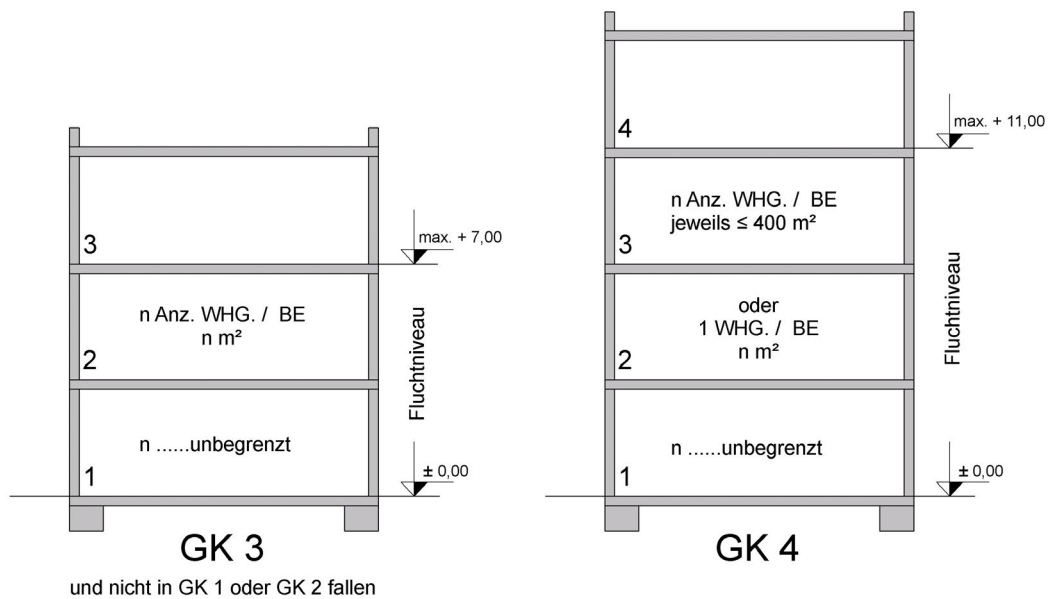 3
max. + 7,00
n Anz. WHG. / BE
n m²
2
Fluchtniveau
n ......unbegrenzt
1
± 0,00
GK 3
und nicht in GK 1 oder GK 2 fallen
4
max. + 11,00
n Anz. WHG. / BE
jeweils ≤ 400 m²
3
oder
1 WHG. / BE
n m²
2
Fluchtniveau
n ......unbegrenzt
1
± 0,00
GK 4